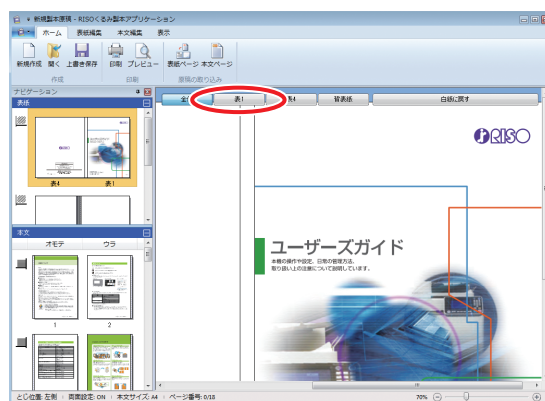 新規製本原稿 - RISOくるみ製本アプリケーション
ホーム 表紙編集 本文編集 表示
新規作成 開く 上書き保存 印刷 プレビュー 表紙ページ 本文ページ
作成 印刷 原稿の取り込み
ナビゲーション
表紙
表4 表1
本文
オモテ ウラ
1 2
表1 表4 背表紙 白紙に戻す
RISO
ユーザーズガイド
本機の操作や設定、日常の管理方法、
取り扱い上の注意について説明しています。
とじ位置: 左側 頁面設定: ON 本文サイズ: A4 ページ番号: 0/18 70%